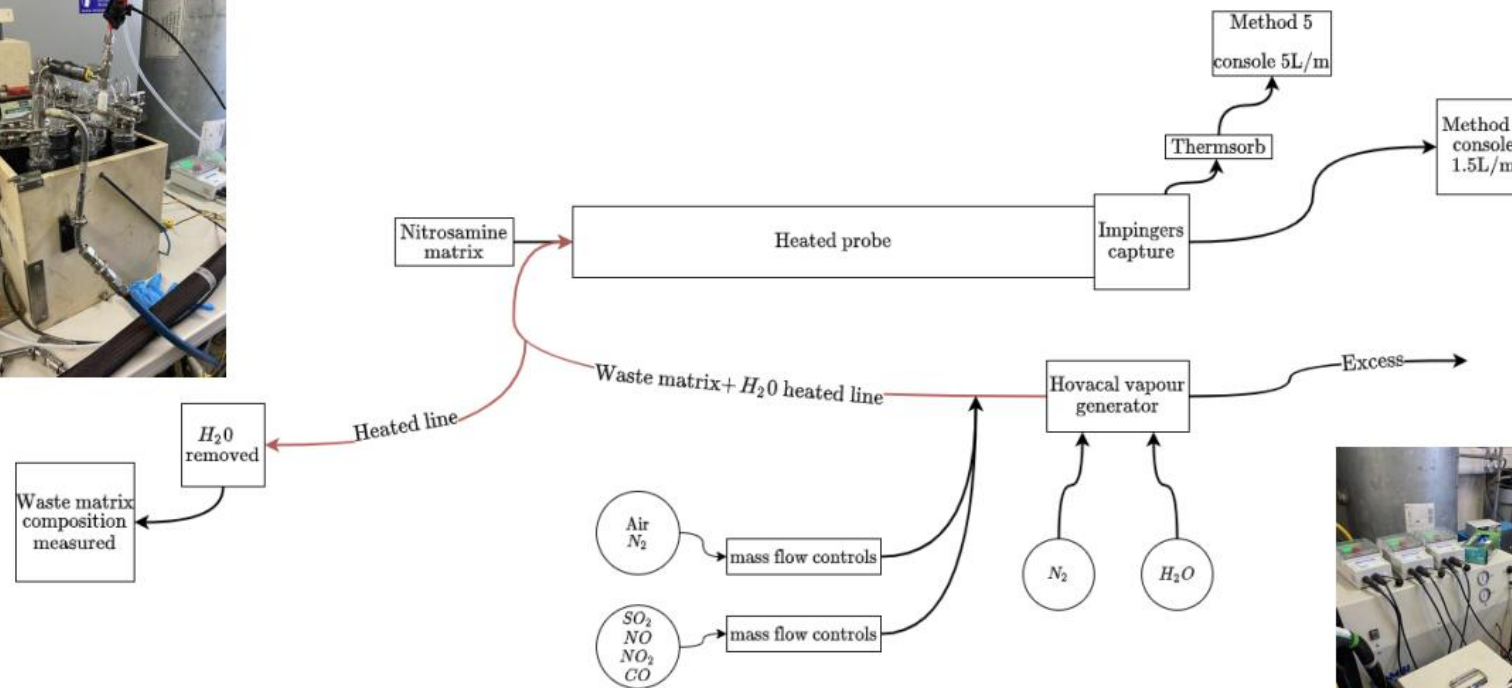 Method 5
console 5L/m
Thermsorb
Method
console
1.5L/m
Nitrosamine
matrix
Heated probe
Impingers
capture
Waste matrix+ H₂0 heated line
Hovacal vapour
generator
Excess
Heated line
H₂0
removed
Waste matrix
composition
measured
Air
N₂
mass flow controls
SO₂
NO
NO₂
CO
mass flow controls
N₂
H₂O